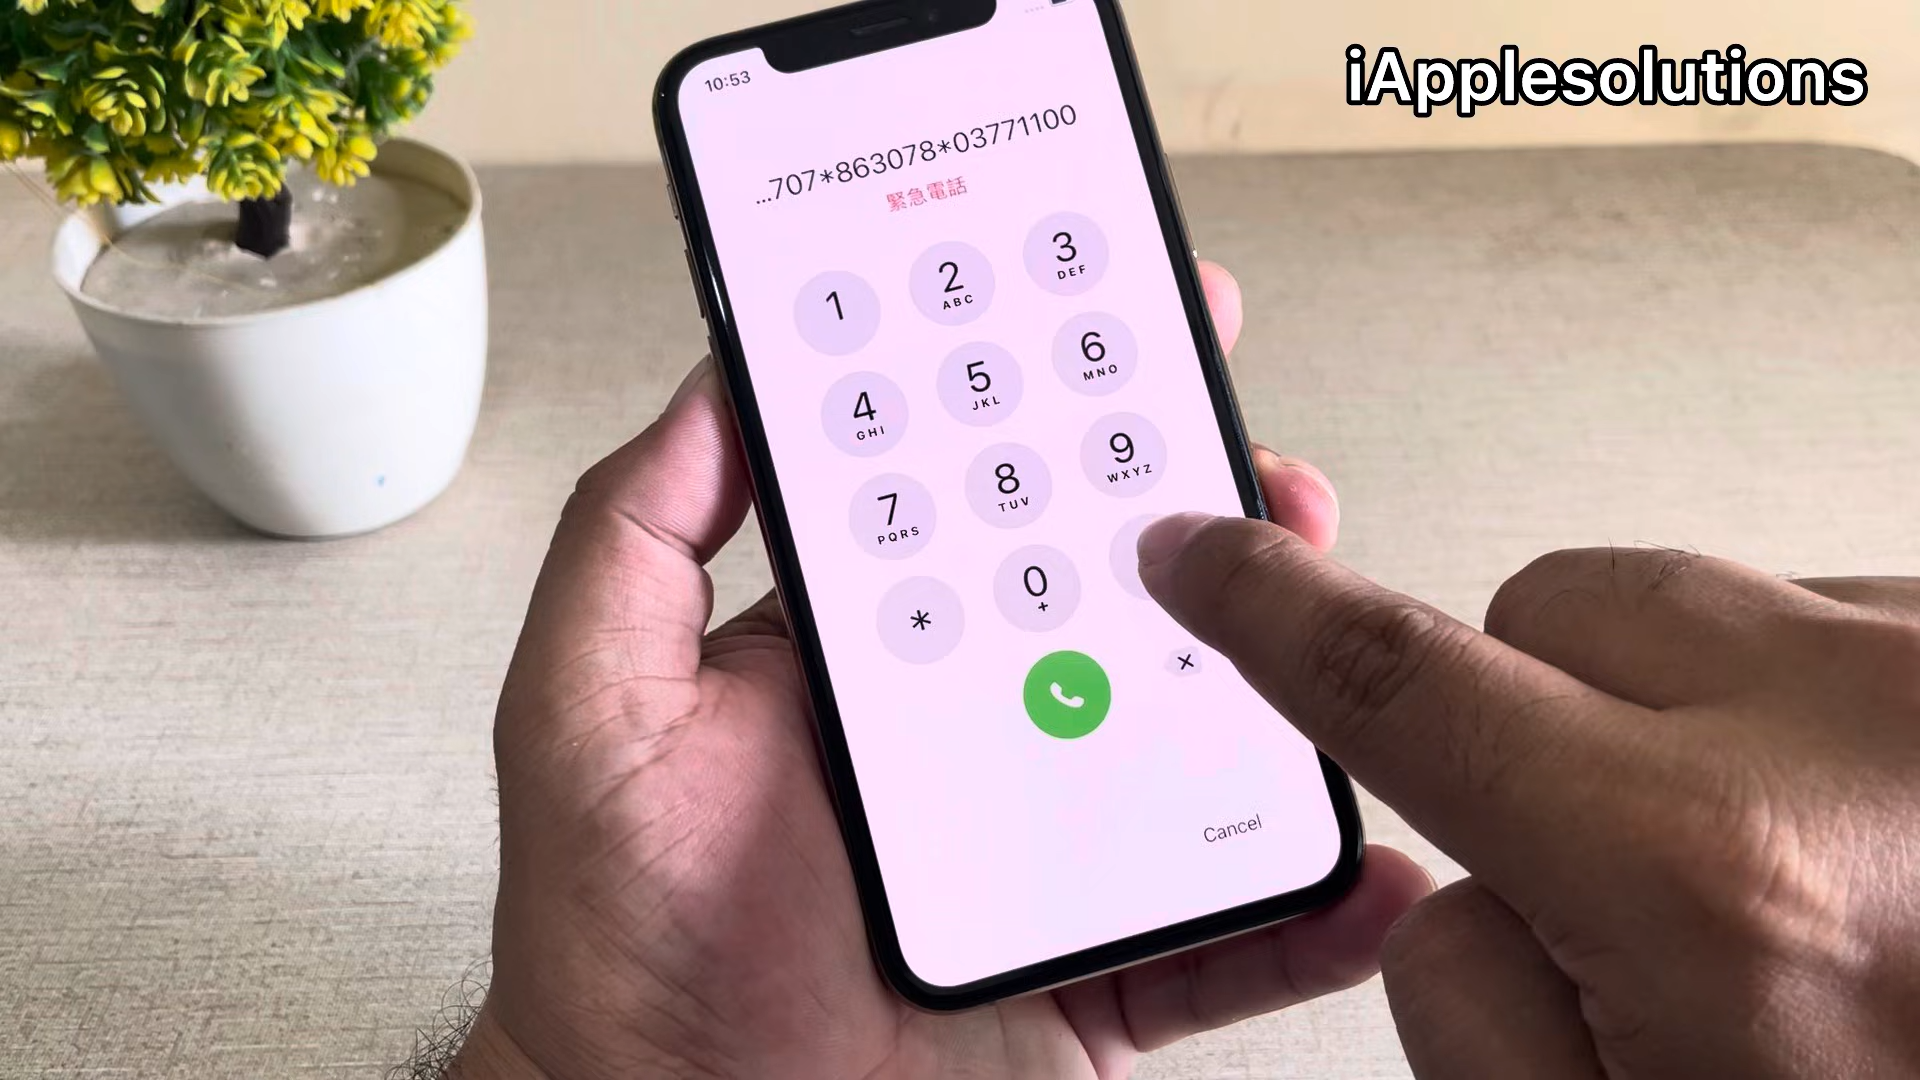 iApplesolutions
10:53
...707*863078*03771100
緊急電話
1
2
ABC
3
DEF
4
GHI
5
JKL
6
MNO
7
PQRS
8
TUV
9
WXYZ
*
0
+
Cancel